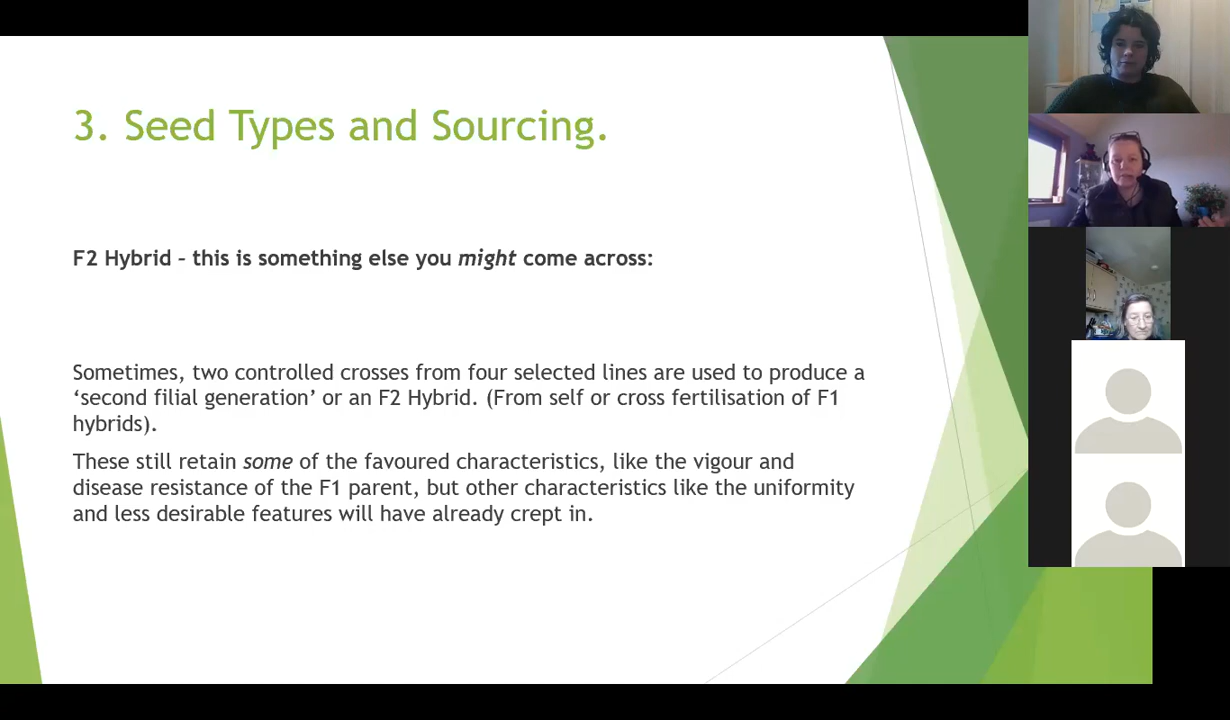 3. Seed Types and Sourcing.
F2 Hybrid – this is something else you might come across:
Sometimes, two controlled crosses from four selected lines are used to produce a
‘second filial generation’ or an F2 Hybrid. (From self or cross fertilisation of F1
hybrids).
These still retain some of the favoured characteristics, like the vigour and
disease resistance of the F1 parent, but other characteristics like the uniformity
and less desirable features will have already crept in.